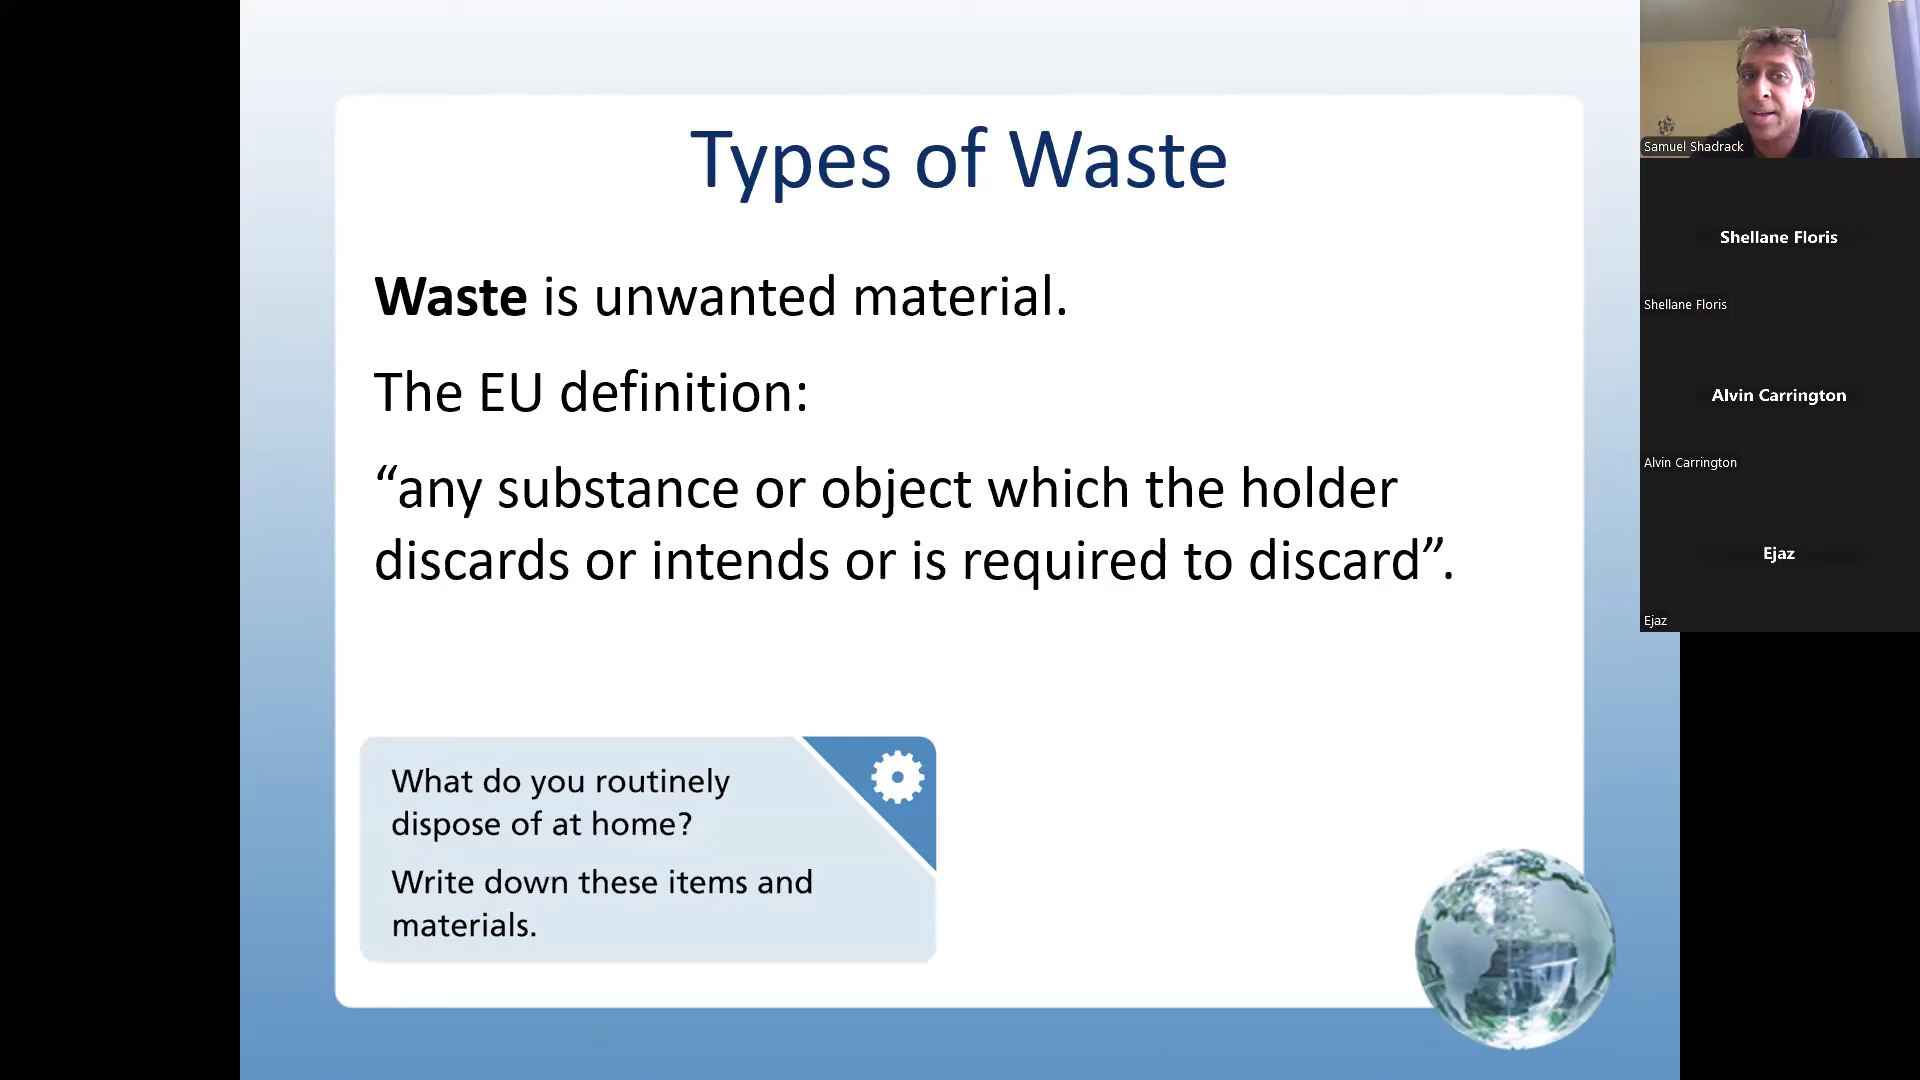 Types of Waste
Waste is unwanted material.
The EU definition:
“any substance or object which the holder
discards or intends or is required to discard”.
What do you routinely
dispose of at home?
Write down these items and
materials.
Samuel Shadrack
Shellane Floris
Shellane Floris
Alvin Carrington
Alvin Carrington
Ejaz
Ejaz